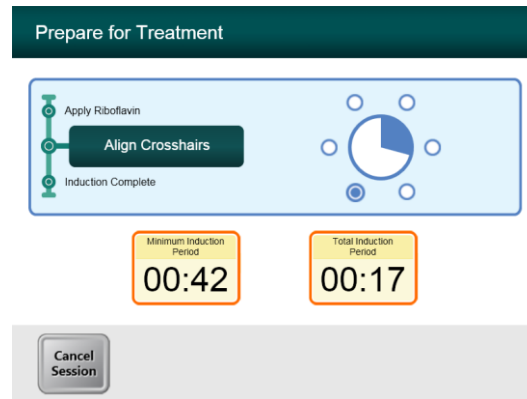 Prepare for Treatment
Apply Riboflavin
Align Crosshairs
Induction Complete
Minimum Induction
Period
00:42
Total Induction
Period
00:17
Cancel
Session